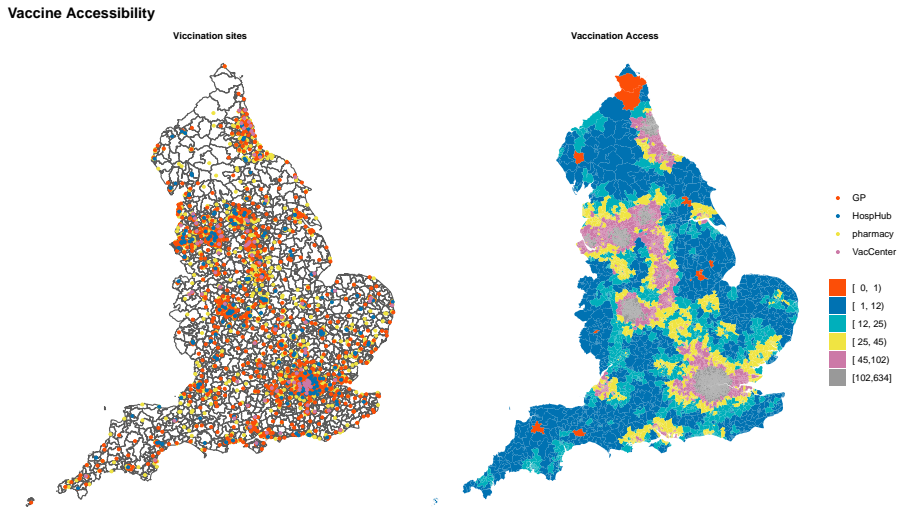 Vaccine Accessibility
Viccination sites
Vaccination Access
GP
HospHub
pharmacy
VacCenter
[ 0, 1)
[ 1, 12)
[ 12, 25)
[ 25, 45)
[ 45,102)
[102,634]